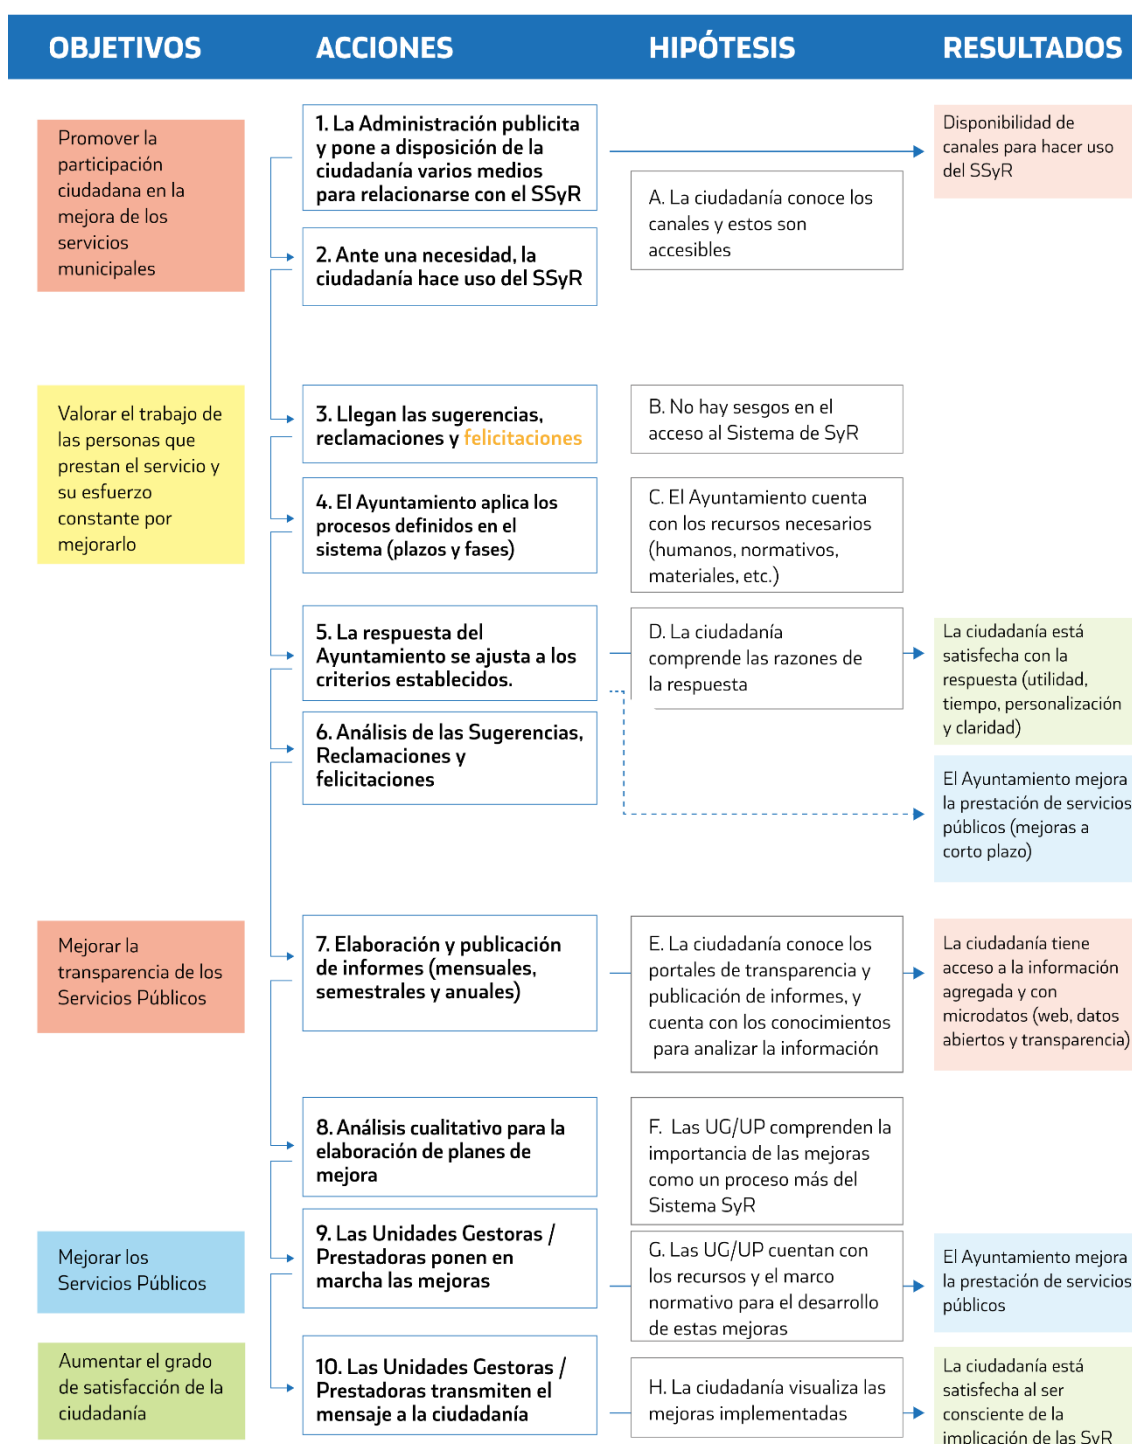 OBJETIVOS
ACCIONES
HIPÓTESIS
RESULTADOS
Promover la
participación
ciudadana en la
mejora de los
servicios
municipales
1. La Administración publicita
y pone a disposición de la
ciudadanía varios medios
para relacionarse con el SSyR
A. La ciudadanía conoce los
canales y estos son
accesibles
Disponibilidad de
canales para hacer uso
del SSyR
2. Ante una necesidad, la
ciudadanía hace uso del SSyR
Valorar el trabajo de
las personas que
prestan el servicio y
su esfuerzo
constante por
mejorarlo
3. Llegan las sugerencias,
reclamaciones y felicitaciones
B. No hay sesgos en el
acceso al Sistema de SyR
4. El Ayuntamiento aplica los
procesos definidos en el
sistema (plazos y fases)
C. El Ayuntamiento cuenta
con los recursos necesarios
(humanos, normativos,
materiales, etc.)
5. La respuesta del
Ayuntamiento se ajusta a los
criterios establecidos.
D. La ciudadanía
comprende las razones de
la respuesta
La ciudadanía está
satisfecha con la
respuesta (utilidad,
tiempo, personalización
y claridad)
6. Análisis de las Sugerencias,
Reclamaciones y
felicitaciones
El Ayuntamiento mejora
la prestación de servicios
públicos (mejoras a
corto plazo)
Mejorar la
transparencia de los
Servicios Públicos
7. Elaboración y publicación
de informes (mensuales,
semestrales y anuales)
E. La ciudadanía conoce los
portales de transparencia y
publicación de informes, y
cuenta con los conocimientos
para analizar la información
La ciudadanía tiene
acceso a la información
agregada y con
microdatos (web, datos
abiertos y transparencia)
8. Análisis cualitativo para la
elaboración de planes de
mejora
F. Las UG/UP comprenden la
importancia de las mejoras
como un proceso más del
Sistema SyR
Mejorar los
Servicios Públicos
9. Las Unidades Gestoras /
Prestadoras ponen en
marcha las mejoras
G. Las UG/UP cuentan con
los recursos y el marco
normativo para el desarrollo
de estas mejoras
El Ayuntamiento mejora
la prestación de servicios
públicos
Aumentar el grado
de satisfacción de la
ciudadanía
10. Las Unidades Gestoras /
Prestadoras transmiten el
mensaje a la ciudadanía
H. La ciudadanía visualiza las
mejoras implementadas
La ciudadanía está
satisfecha al ser
consciente de la
implicación de las SyR